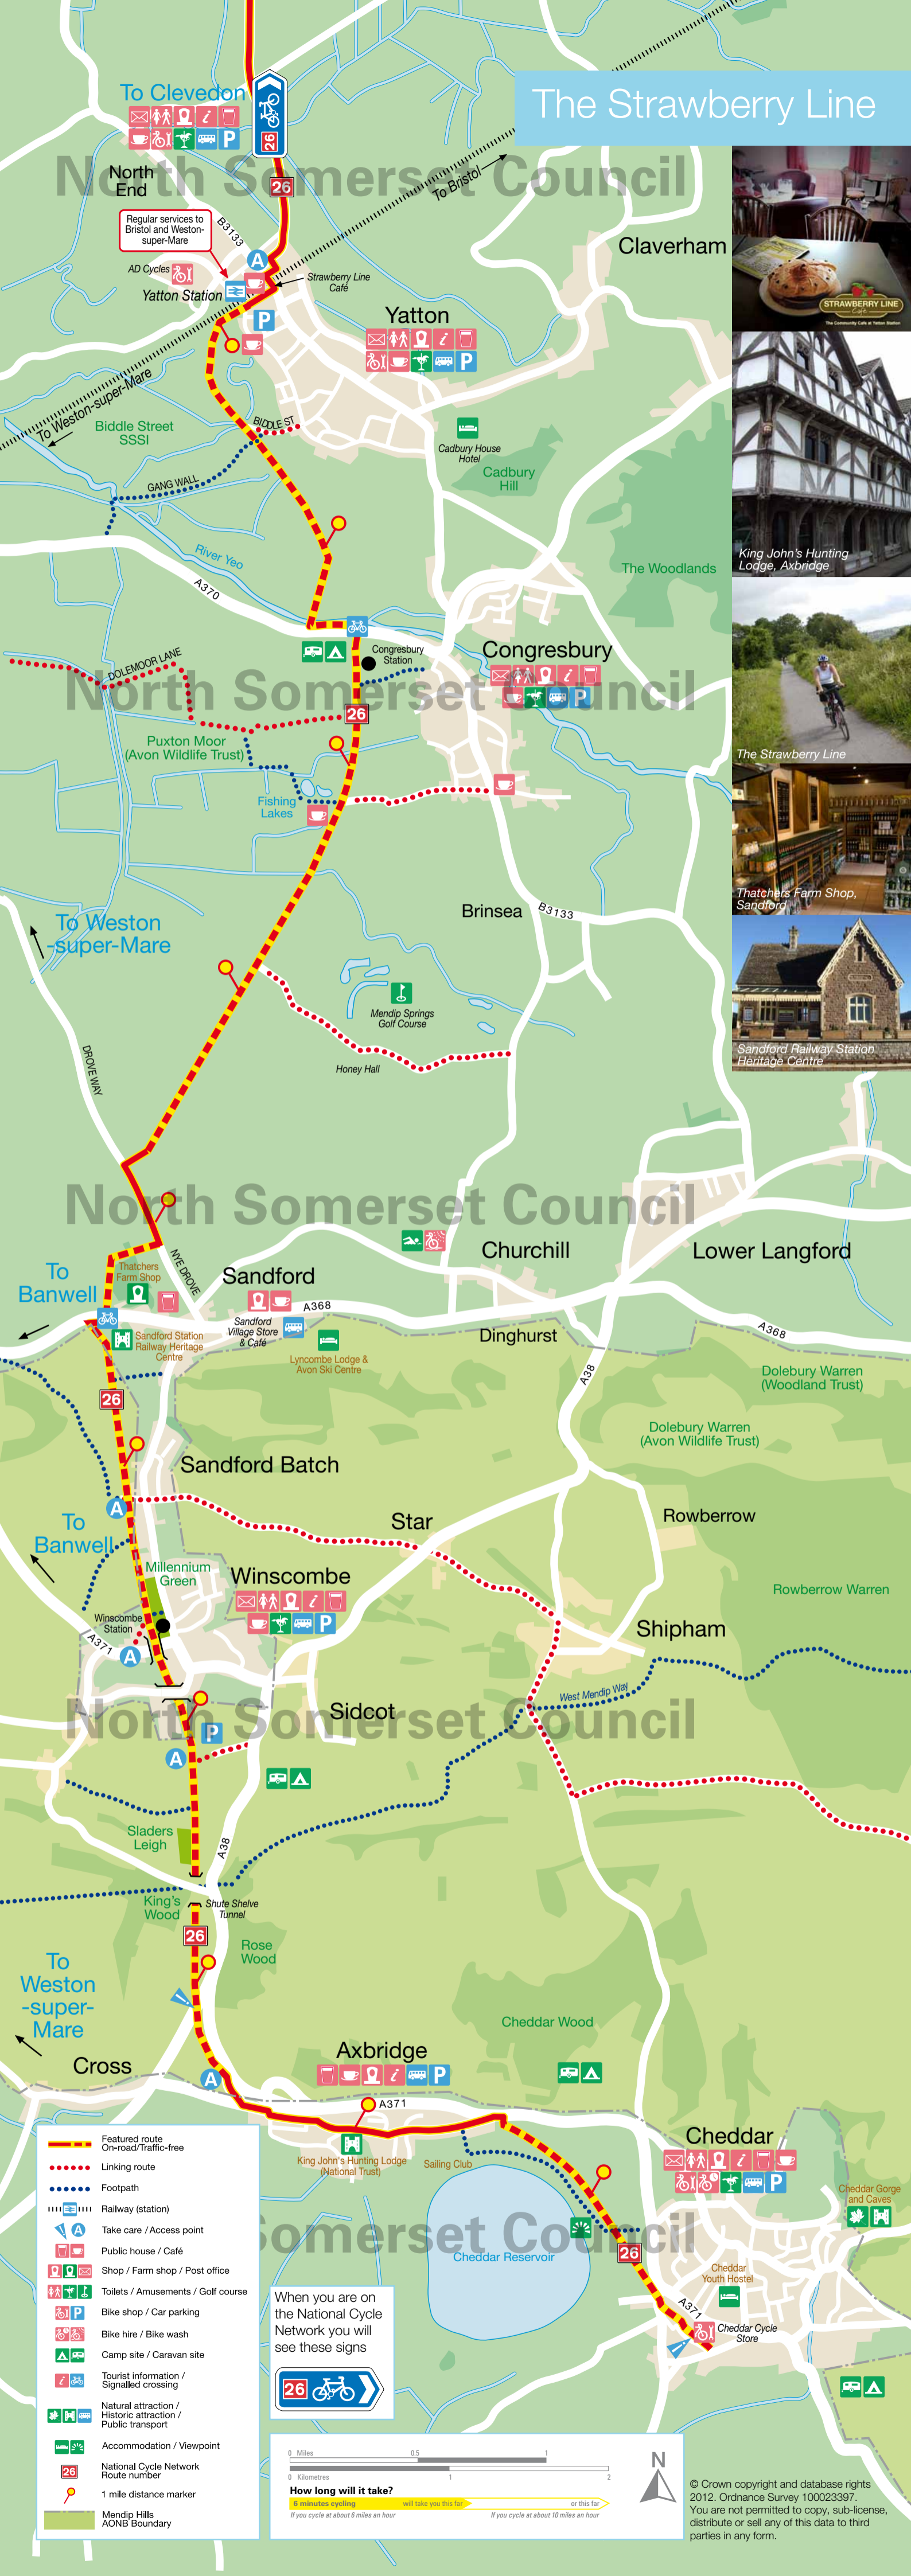 The Strawberry Line
To Clevedon
26
North Somerset Council
North
End
26
To Bristol
Regular services to
Bristol and Weston-
super-Mare
B3133
Claverham
AD Cycles
A
Strawberry Line
Café
Yatton Station
P
Yatton
STRAWBERRY LINE
Café
The Community Cafe at Yatton Station
To Weston-super-Mare
Biddle Street
SSSI
BIDDLE ST
Cadbury House
Hotel
Cadbury
Hill
GANG WALL
River Yeo
A370
The Woodlands
King John's Hunting
Lodge, Axbridge
Congresbury
Station
Congresbury
DOLEMOOR LANE
North Somerset Council
26
Puxton Moor
(Avon Wildlife Trust)
The Strawberry Line
Fishing
Lakes
Thatchers Farm Shop,
Sandford
Brinsea
B3133
To Weston
-super-Mare
Mendip Springs
Golf Course
Honey Hall
DROVE WAY
Sandford Railway Station
Heritage Centre
North Somerset Council
Churchill
Lower Langford
To
Banwell
Thatchers
Farm Shop
NYE DROVE
Sandford
A368
Sandford
Village Store
& Café
Dinghurst
A368
Sandford Station
Railway Heritage
Centre
Lyncombe Lodge &
Avon Ski Centre
A38
Dolebury Warren
(Woodland Trust)
26
Dolebury Warren
(Avon Wildlife Trust)
Sandford Batch
A
To
Banwell
Star
Rowberrow
Millennium
Green
Winscombe
Rowberrow Warren
Winscombe
Station
A371
A
Shipham
West Mendip Way
North Somerset Council
Sidcot
P
A
Sladers
Leigh
A38
King's
Wood
Shute Shelve
Tunnel
26
Rose
Wood
To
Weston
-super-
Mare
Cheddar Wood
Cross
A
Axbridge
A371
King John's Hunting Lodge
(National Trust)
Sailing Club
Cheddar
Cheddar Gorge
and Caves
Somerset Council
Cheddar Reservoir
26
Cheddar
Youth Hostel
A371
Cheddar Cycle
Store
Featured route
On-road/Traffic-free
Linking route
Footpath
Railway (station)
Take care / Access point
Public house / Café
Shop / Farm shop / Post office
Toilets / Amusements / Golf course
Bike shop / Car parking
Bike hire / Bike wash
Camp site / Caravan site
Tourist information /
Signalled crossing
Natural attraction /
Historic attraction /
Public transport
Accommodation / Viewpoint
26
National Cycle Network
Route number
1 mile distance marker
Mendip Hills
AONB Boundary
When you are on
the National Cycle
Network you will
see these signs
26
0 Miles 0.5 1
0 Kilometres 1 2
How long will it take?
6 minutes cycling will take you this far or this far
If you cycle at about 6 miles an hour If you cycle at about 10 miles an hour
N
© Crown copyright and database rights
2012. Ordnance Survey 100023397.
You are not permitted to copy, sub-license,
distribute or sell any of this data to third
parties in any form.